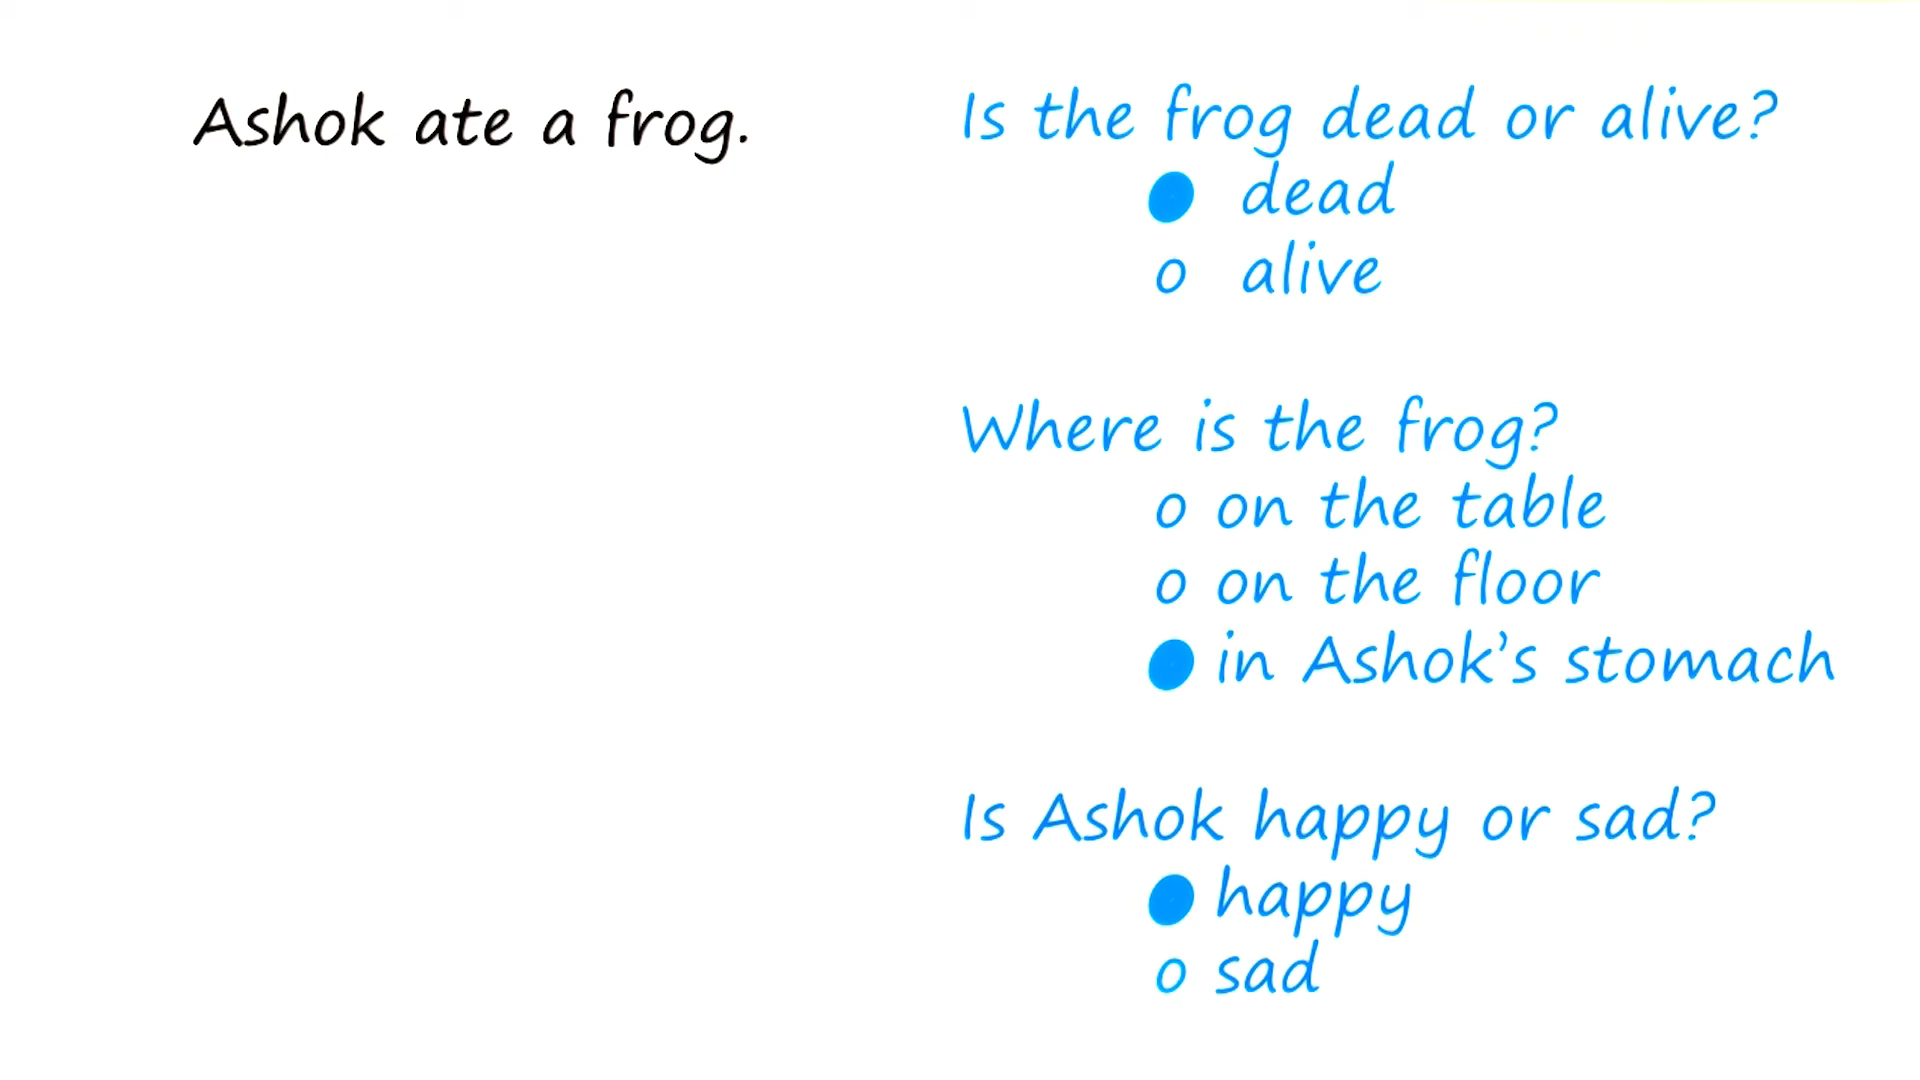 Ashok ate a frog.
Is the frog dead or alive?
● dead
o alive
Where is the frog?
o on the table
o on the floor
● in Ashok's stomach
Is Ashok happy or sad?
● happy
o sad